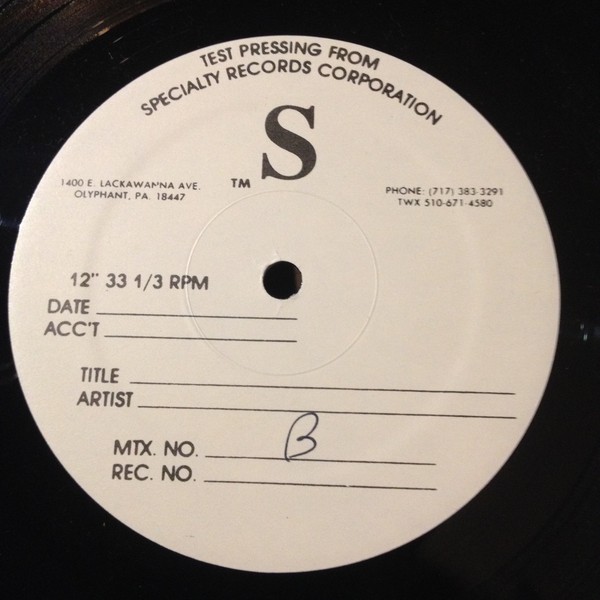 TEST PRESSING FROM
SPECIALTY RECORDS CORPORATION
S
TM
1400 E. LACKAWANNA AVE.
OLYPHANT, PA. 18447
PHONE: (717) 383-3291
TWX 510-671-4580
12" 33 1/3 RPM
DATE
ACC'T
TITLE
ARTIST
MTX. NO. B
REC. NO.